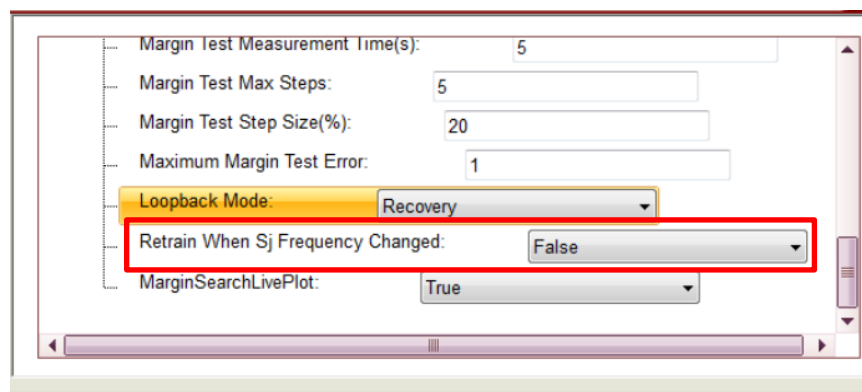 Margin Test Measurement Time(s): 5
Margin Test Max Steps: 5
Margin Test Step Size(%): 20
Maximum Margin Test Error: 1
Loopback Mode: Recovery
Retrain When Sj Frequency Changed: False
MarginSearchLivePlot: True